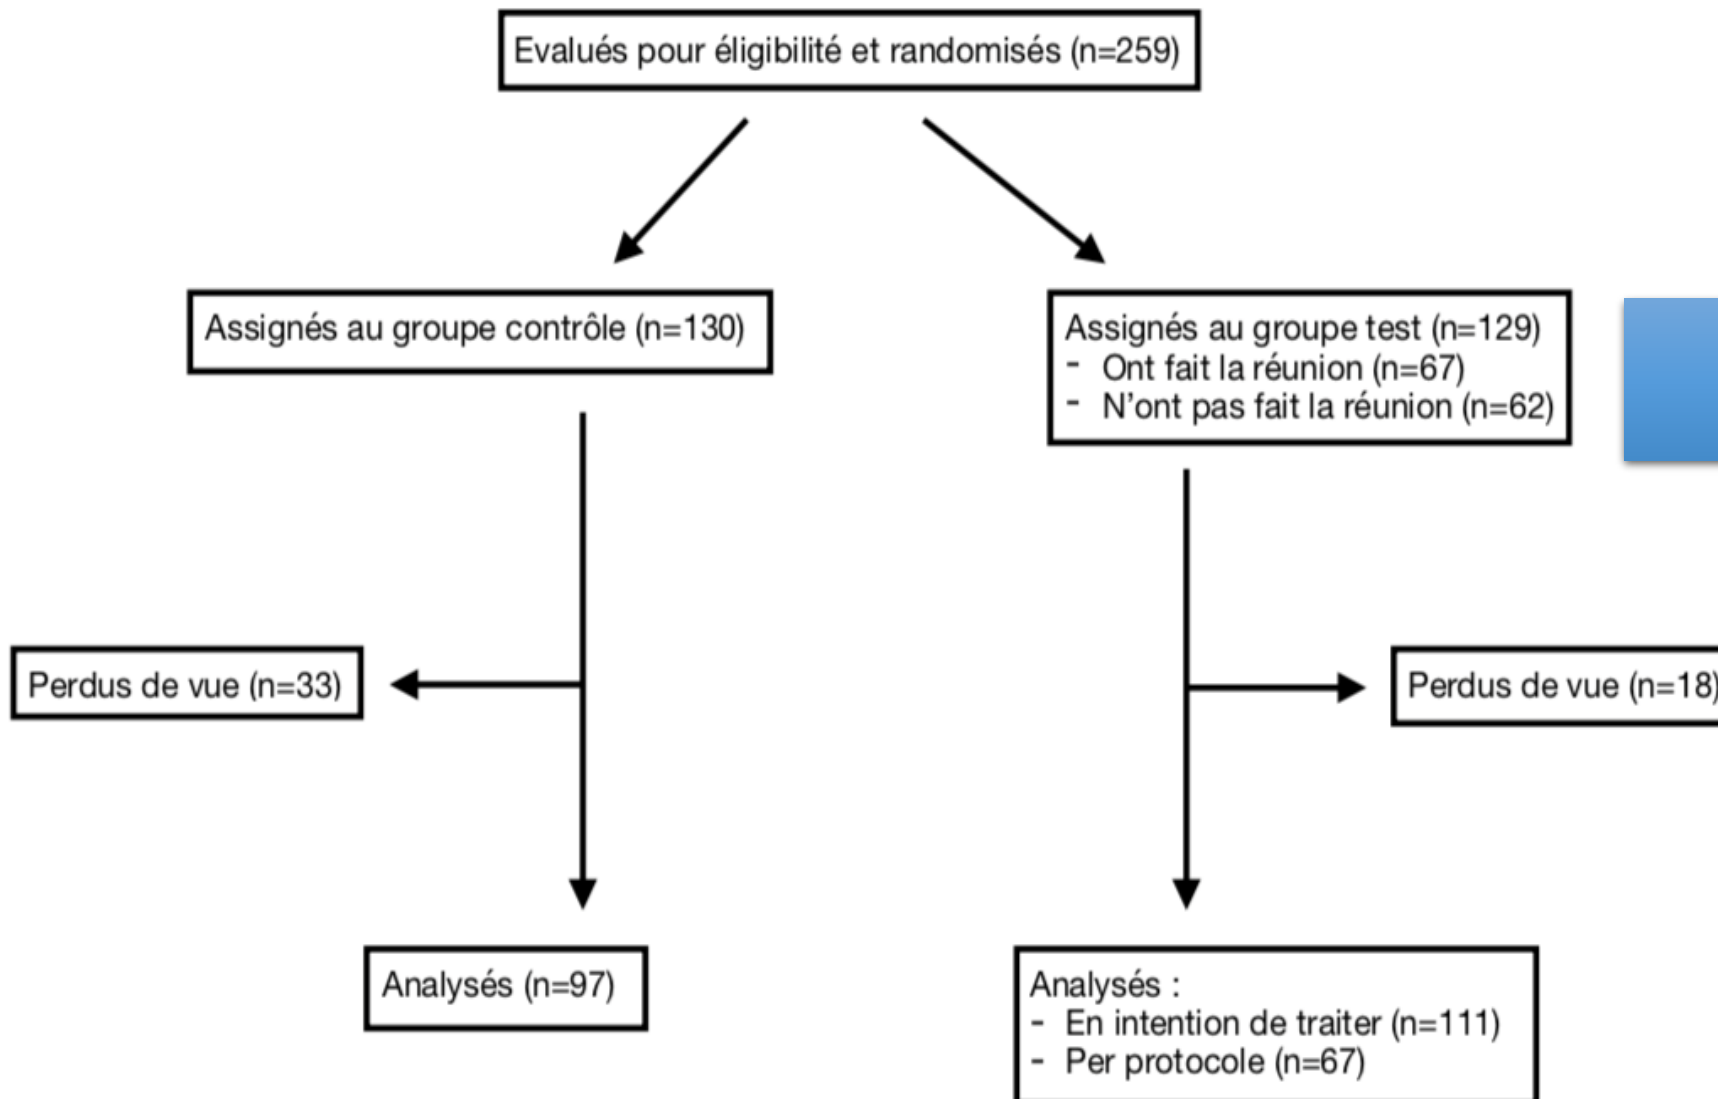 Evalués pour éligibilité et randomisés (n=259)
Assignés au groupe contrôle (n=130)
Assignés au groupe test (n=129)
- Ont fait la réunion (n=67)
- N'ont pas fait la réunion (n=62)
Perdus de vue (n=33)
Perdus de vue (n=18)
Analysés (n=97)
Analysés :
- En intention de traiter (n=111)
- Per protocole (n=67)